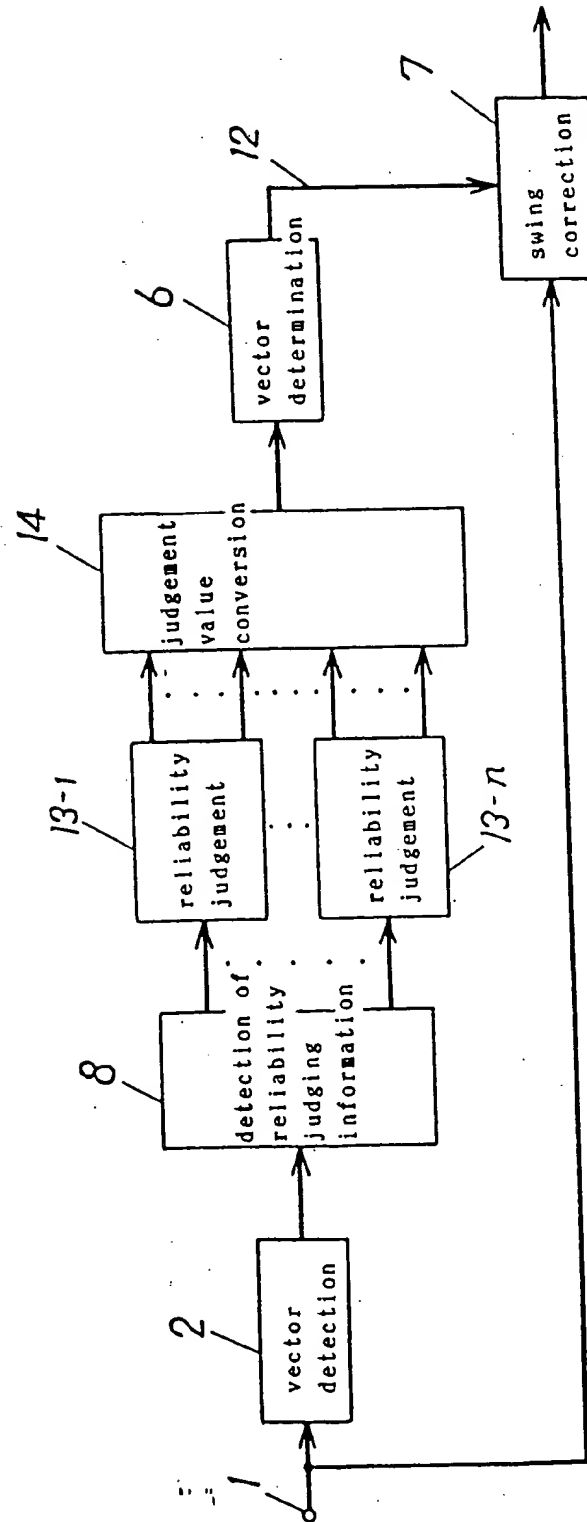 1
2
vector
detection
8
detection of
reliability
judging
information
13-1
reliability
judgement
13-n
reliability
judgement
14
judgement
value
conversion
6
vector
determination
12
7
swing
correction